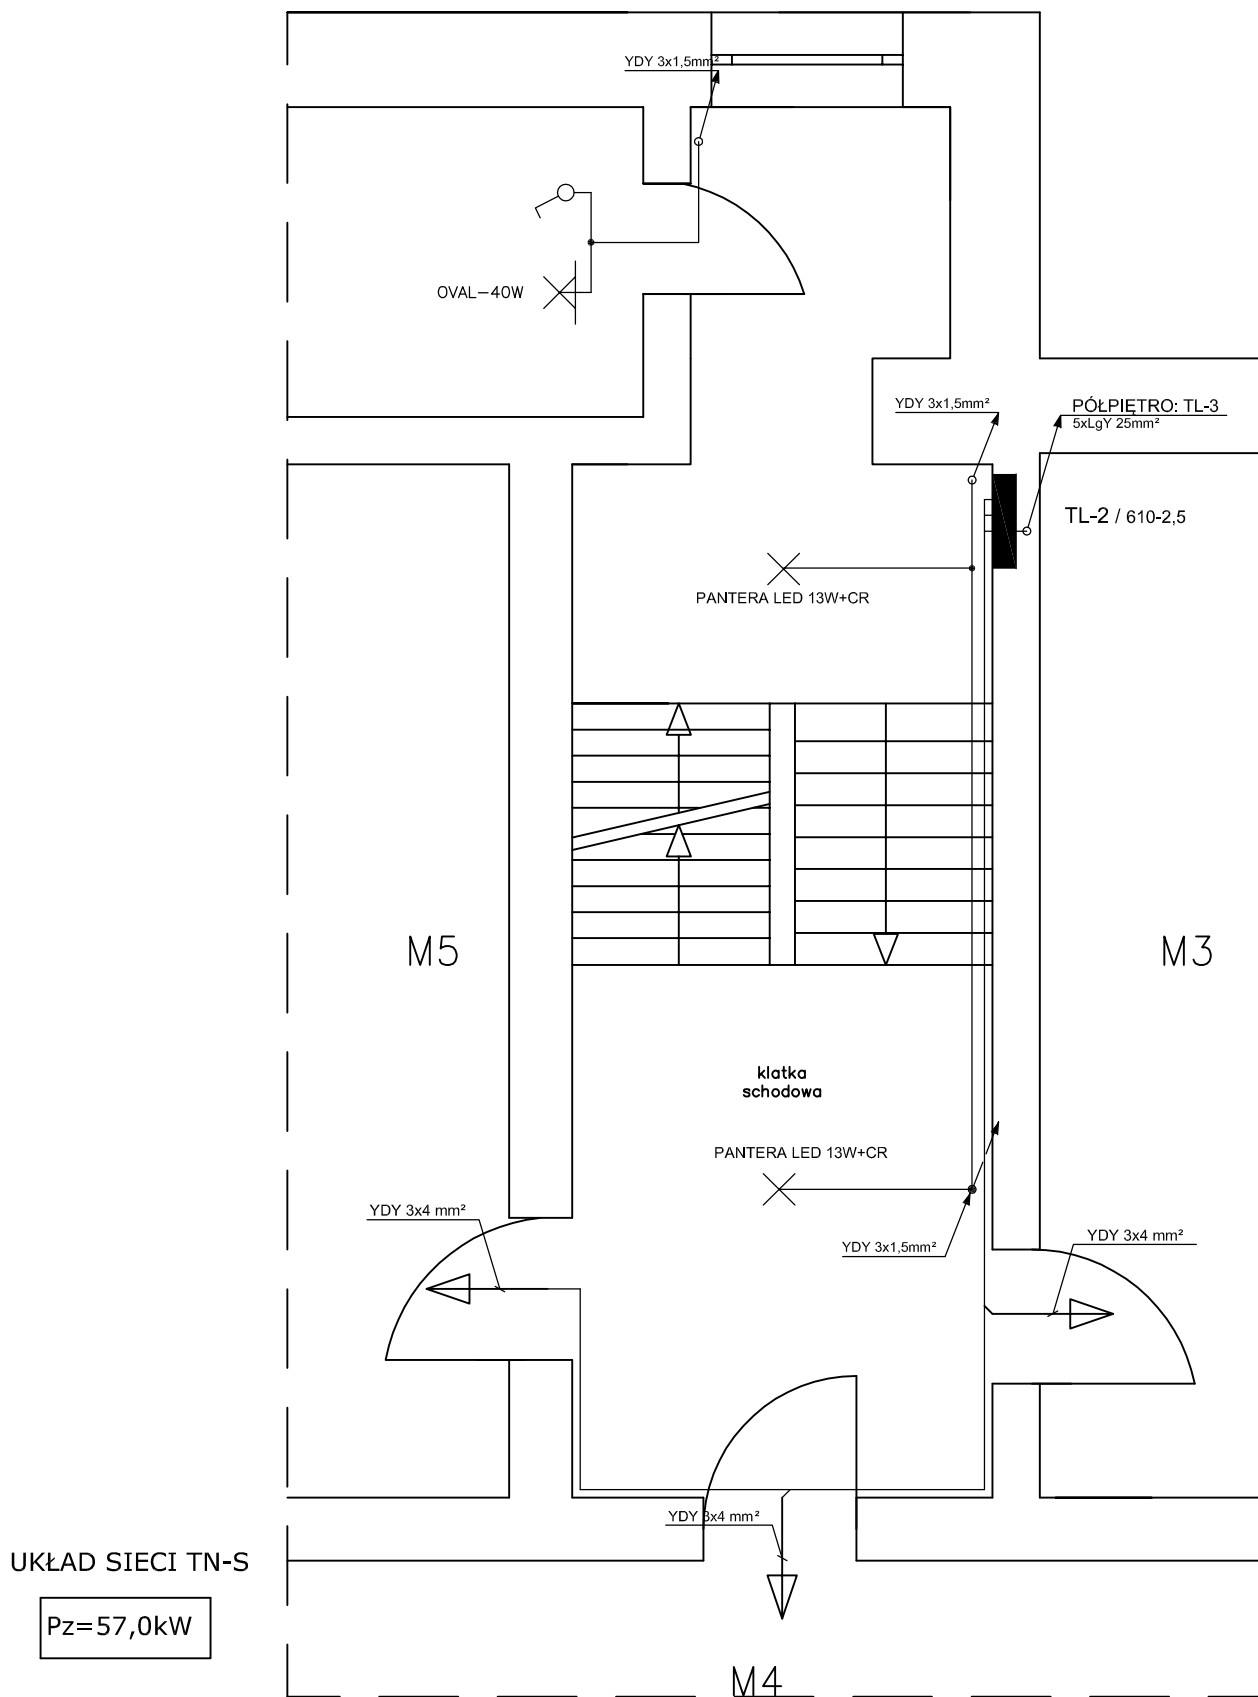 YDY 3x1,5mm²
OVAL-40W
YDY 3x1,5mm²
PÓŁPIĘTRO: TL-3
5xLgY 25mm²
TL-2 / 610-2,5
PANTERA LED 13W+CR
M5
M3
klatka
schodowa
PANTERA LED 13W+CR
YDY 3x4 mm²
YDY 3x1,5mm²
YDY 3x4 mm²
YDY 3x4 mm²
UKŁAD SIECI TN-S
Pz=57,0kW
M4